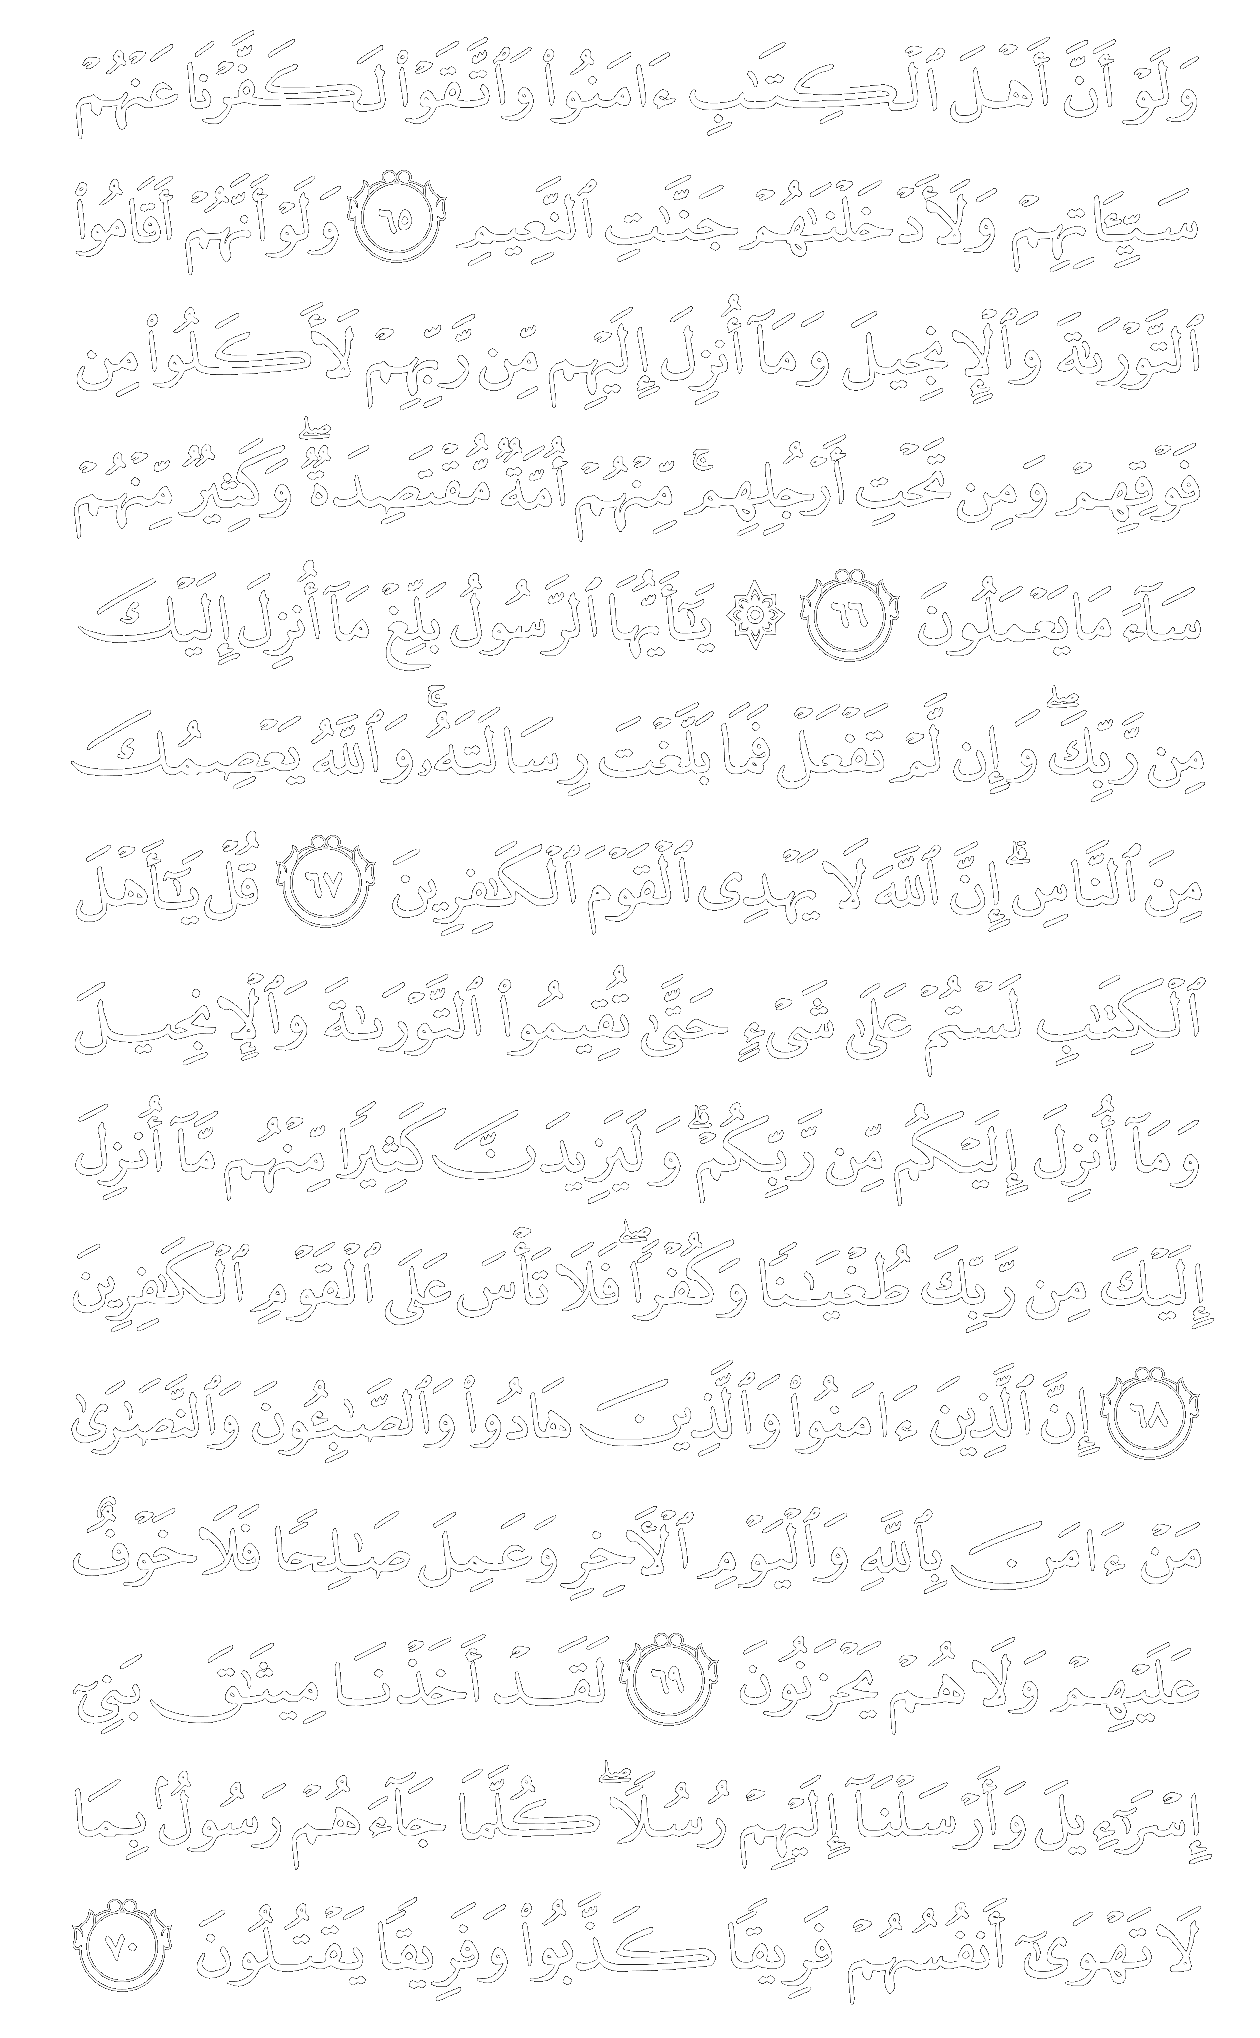 وَلَوْ أَنَّ أَهْلَ ٱلْكِتَٰبِ ءَامَنُوا۟ وَٱتَّقَوْا۟ لَكَفَّرْنَا عَنْهُمْ
سَيِّـَٔاتِهِمْ وَلَأَدْخَلْنَٰهُمْ جَنَّٰتِ ٱلنَّعِيمِ ٦٥ وَلَوْ أَنَّهُمْ أَقَامُوا۟
ٱلتَّوْرَىٰةَ وَٱلْإِنجِيلَ وَمَآ أُنزِلَ إِلَيْهِم مِّن رَّبِّهِمْ لَأَكَلُوا۟ مِن
فَوْقِهِمْ وَمِن تَحْتِ أَرْجُلِهِم ۚ مِّنْهُمْ أُمَّةٌ مُّقْتَصِدَةٌ ۖ وَكَثِيرٌ مِّنْهُمْ
سَآءَ مَا يَعْمَلُونَ ٦٦ ۞ يَٰٓأَيُّهَا ٱلرَّسُولُ بَلِّغْ مَآ أُنزِلَ إِلَيْكَ
مِن رَّبِّكَ ۖ وَإِن لَّمْ تَفْعَلْ فَمَا بَلَّغْتَ رِسَالَتَهُۥ ۚ وَٱللَّهُ يَعْصِمُكَ
مِنَ ٱلنَّاسِ ۗ إِنَّ ٱللَّهَ لَا يَهْدِى ٱلْقَوْمَ ٱلْكَٰفِرِينَ ٦٧ قُلْ يَٰٓأَهْلَ
ٱلْكِتَٰبِ لَسْتُمْ عَلَىٰ شَىْءٍ حَتَّىٰ تُقِيمُوا۟ ٱلتَّوْرَىٰةَ وَٱلْإِنجِيلَ
وَمَآ أُنزِلَ إِلَيْكُم مِّن رَّبِّكُمْ ۗ وَلَيَزِيدَنَّ كَثِيرًا مِّنْهُم مَّآ أُنزِلَ
إِلَيْكَ مِن رَّبِّكَ طُغْيَٰنًا وَكُفْرًا ۖ فَلَا تَأْسَ عَلَى ٱلْقَوْمِ ٱلْكَٰفِرِينَ
٦٨ إِنَّ ٱلَّذِينَ ءَامَنُوا۟ وَٱلَّذِينَ هَادُوا۟ وَٱلصَّٰبِـُٔونَ وَٱلنَّصَٰرَىٰ
مَنْ ءَامَنَ بِٱللَّهِ وَٱلْيَوْمِ ٱلْـَٔاخِرِ وَعَمِلَ صَٰلِحًا فَلَا خَوْفٌ
عَلَيْهِمْ وَلَا هُمْ يَحْزَنُونَ ٦٩ لَقَدْ أَخَذْنَا مِيثَٰقَ بَنِىٓ
إِسْرَٰٓءِيلَ وَأَرْسَلْنَآ إِلَيْهِمْ رُسُلًا ۖ كُلَّمَا جَآءَهُمْ رَسُولٌۢ بِمَا
لَا تَهْوَىٰٓ أَنفُسُهُمْ فَرِيقًا كَذَّبُوا۟ وَفَرِيقًا يَقْتُلُونَ ٧٠